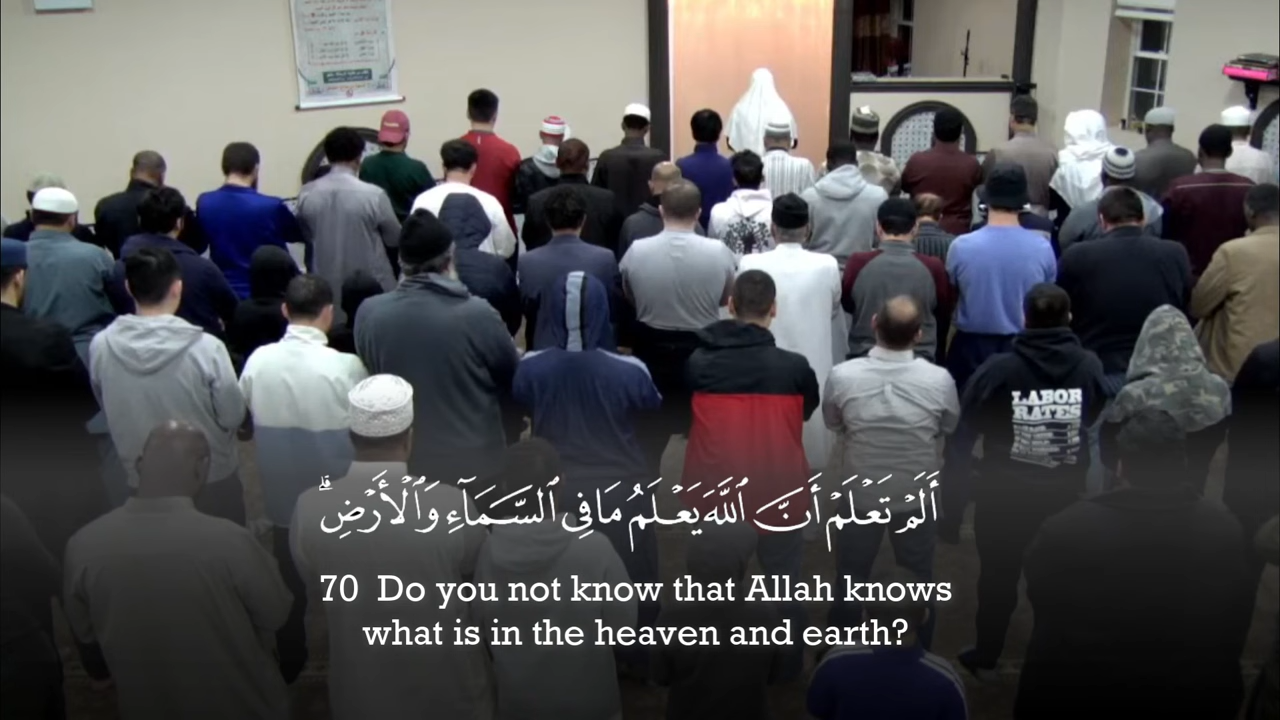 LABOR
RATES
أَلَمْ تَعْلَمْ أَنَّ ٱللَّهَ يَعْلَمُ مَا فِى ٱلسَّمَآءِ وَٱلْأَرْضِ ۗ
70 Do you not know that Allah knows
what is in the heaven and earth?